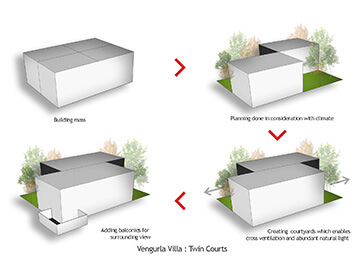 Building mass
Planning done in consideration with climate
Adding balconies for
surrounding view
Creating courtyards which enables
cross ventilation and abundant natural light
Vengurla Villa : Twin Courts